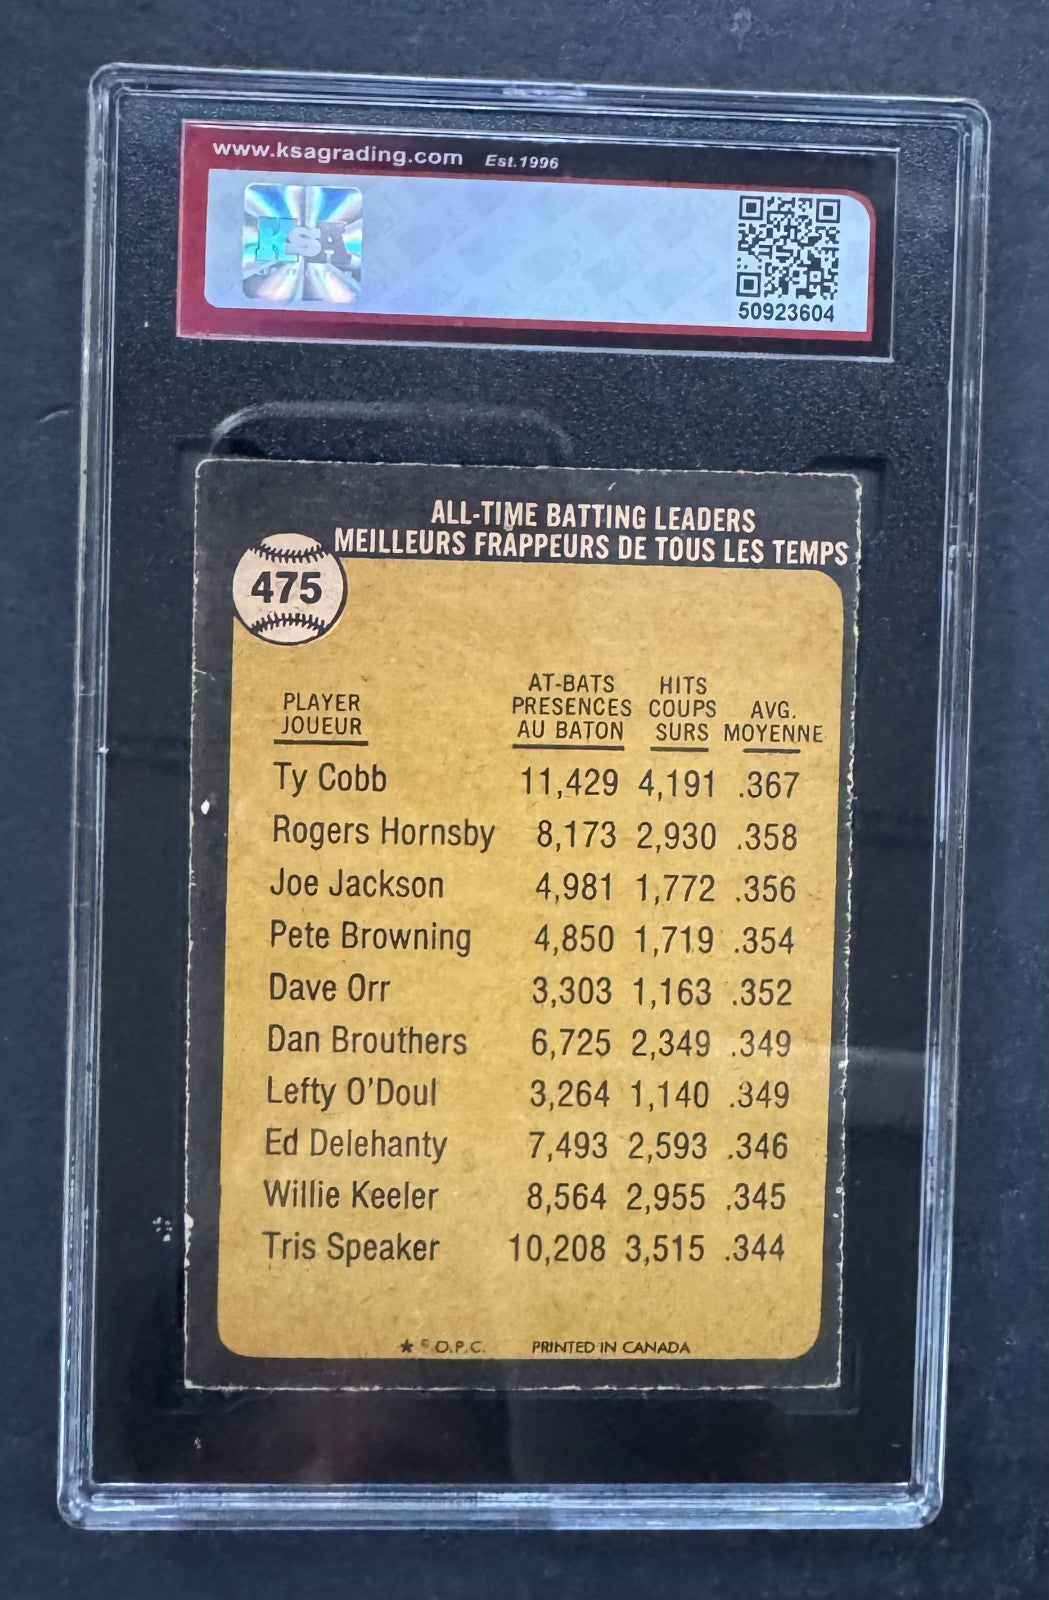 www.ksagrading.com Est.1996
KSA
50923604
ALL-TIME BATTING LEADERS
MEILLEURS FRAPPEURS DE TOUS LES TEMPS
475
PLAYER
JOUEUR
AT-BATS
PRESENCES
AU BATON
HITS
COUPS
SURS
AVG.
MOYENNE
Ty Cobb 11,429 4,191 .367
Rogers Hornsby 8,173 2,930 .358
Joe Jackson 4,981 1,772 .356
Pete Browning 4,850 1,719 .354
Dave Orr 3,303 1,163 .352
Dan Brouthers 6,725 2,349 .349
Lefty O'Doul 3,264 1,140 .349
Ed Delehanty 7,493 2,593 .346
Willie Keeler 8,564 2,955 .345
Tris Speaker 10,208 3,515 .344
★ © O.P.C. PRINTED IN CANADA